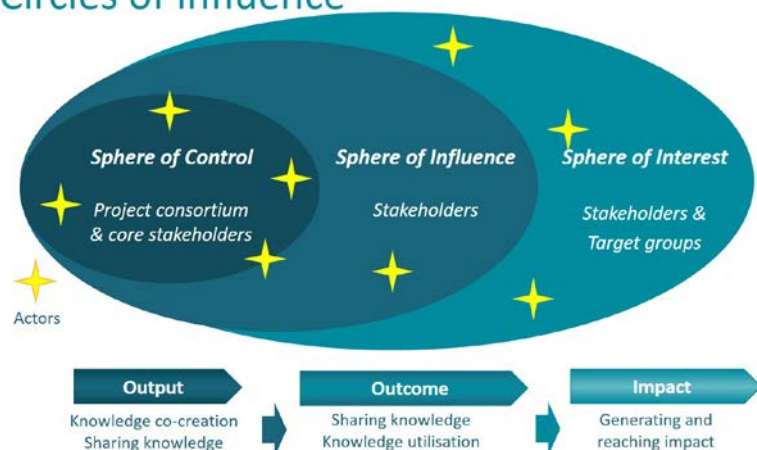 Circles of Influence
Sphere of Control
Project consortium
& core stakeholders
Sphere of Influence
Stakeholders
Sphere of Interest
Stakeholders &
Target groups
Actors
Output
Knowledge co-creation
Sharing knowledge
Outcome
Sharing knowledge
Knowledge utilisation
Impact
Generating and
reaching impact